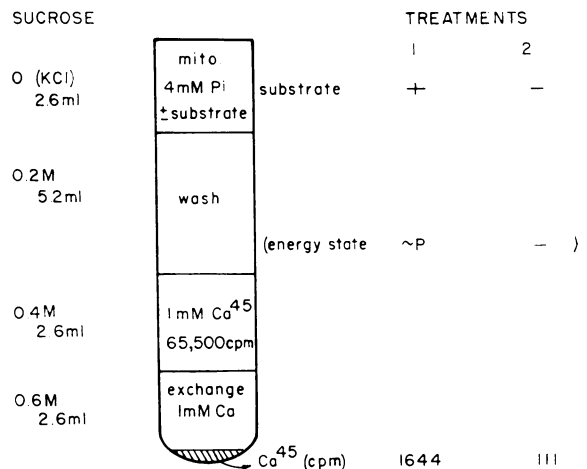 SUCROSE TREATMENTS
1 2
mito
O (KCl) 4mM Pi substrate + −
2.6ml ± substrate
0.2M
5.2ml wash
(energy state ~P − )
0.4M 1mM Ca45
2.6ml 65,500cpm
exchange
0.6M 1mM Ca
2.6ml
Ca45 (cpm) 1644 111